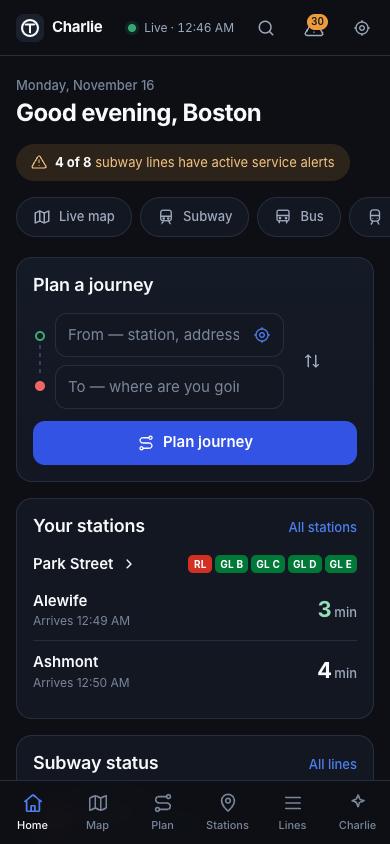 Charlie
Live · 12:46 AM
30
Monday, November 16
Good evening, Boston
4 of 8 subway lines have active service alerts
Live map
Subway
Bus
Plan a journey
From — station, address
To — where are you goin
Plan journey
Your stations
All stations
Park Street
RL GL B GL C GL D GL E
Alewife
3 min
Arrives 12:49 AM
Ashmont
4 min
Arrives 12:50 AM
Subway status
All lines
Home
Map
Plan
Stations
Lines
Charlie